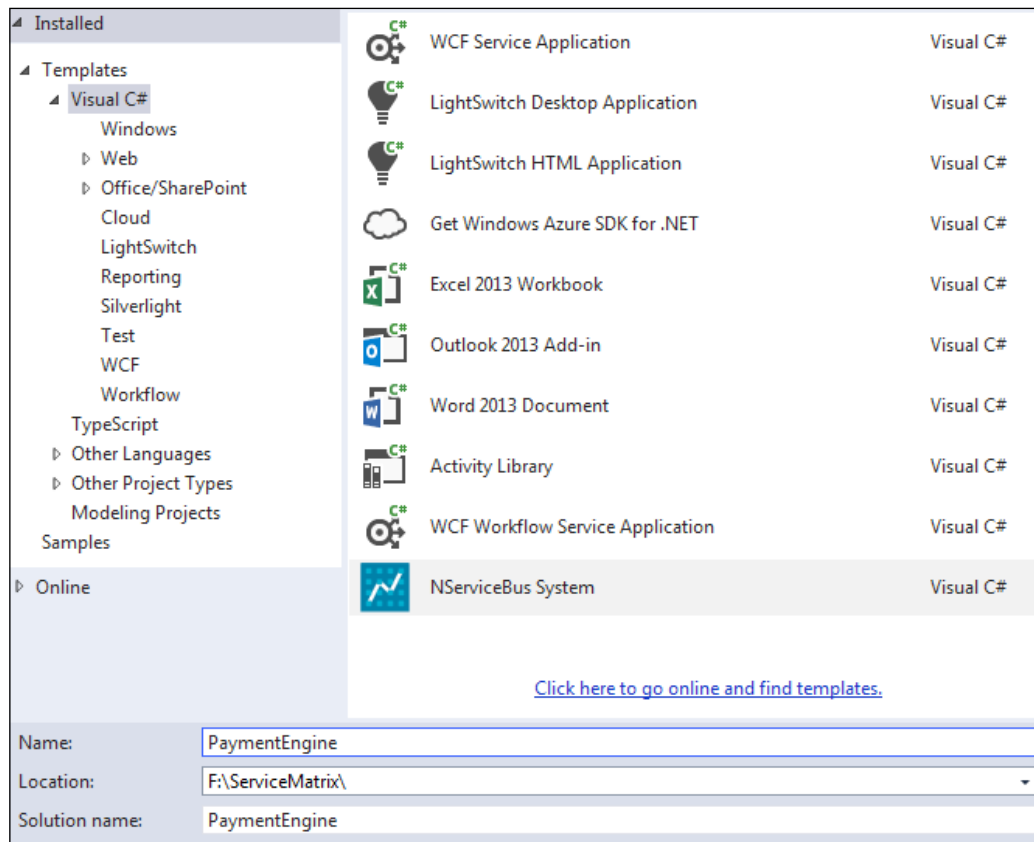 Installed
Templates
Visual C#
Windows
Web
Office/SharePoint
Cloud
LightSwitch
Reporting
Silverlight
Test
WCF
Workflow
TypeScript
Other Languages
Other Project Types
Modeling Projects
Samples
Online
C# WCF Service Application Visual C#
C# LightSwitch Desktop Application Visual C#
C# LightSwitch HTML Application Visual C#
Get Windows Azure SDK for .NET Visual C#
C# Excel 2013 Workbook Visual C#
C# Outlook 2013 Add-in Visual C#
C# Word 2013 Document Visual C#
C# Activity Library Visual C#
C# WCF Workflow Service Application Visual C#
NServiceBus System Visual C#
Click here to go online and find templates.
Name: PaymentEngine
Location: F:\ServiceMatrix\
Solution name: PaymentEngine